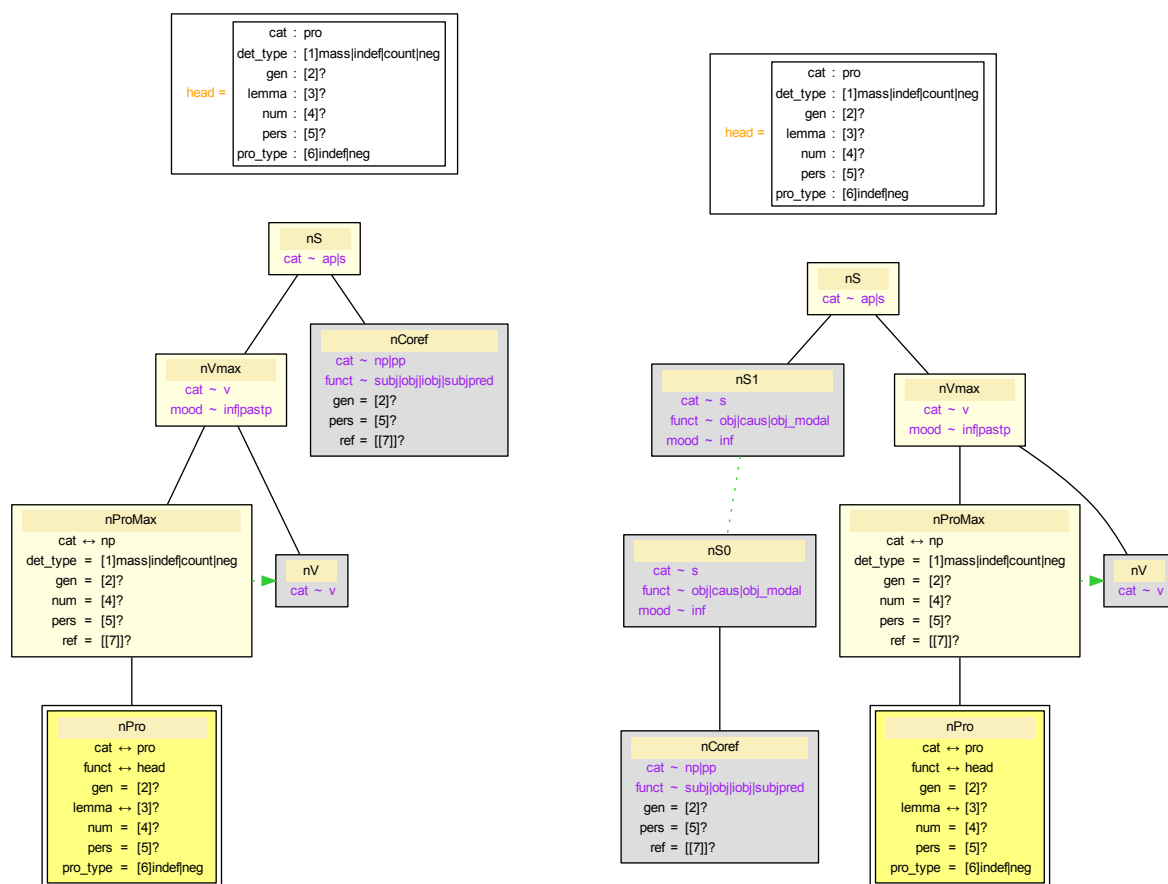 head =
cat : pro
det_type : [1]mass|indef|count|neg
gen : [2]?
lemma : [3]?
num : [4]?
pers : [5]?
pro_type : [6]indef|neg
nS
cat ~ ap|s
nVmax
cat ~ v
mood ~ inf|pastp
nCoref
cat ~ np|pp
funct ~ subj|obj|iobj|subjpred
gen = [2]?
pers = [5]?
ref = [[7]]?
nProMax
cat ↔ np
det_type = [1]mass|indef|count|neg
gen = [2]?
num = [4]?
pers = [5]?
ref = [[7]]?
nV
cat ~ v
nPro
cat ↔ pro
funct ↔ head
gen = [2]?
lemma ↔ [3]?
num = [4]?
pers = [5]?
pro_type = [6]indef|neg
head =
cat : pro
det_type : [1]mass|indef|count|neg
gen : [2]?
lemma : [3]?
num : [4]?
pers : [5]?
pro_type : [6]indef|neg
nS
cat ~ ap|s
nS1
cat ~ s
funct ~ obj|caus|obj_modal
mood ~ inf
nVmax
cat ~ v
mood ~ inf|pastp
nS0
cat ~ s
funct ~ obj|caus|obj_modal
mood ~ inf
nProMax
cat ↔ np
det_type = [1]mass|indef|count|neg
gen = [2]?
num = [4]?
pers = [5]?
ref = [[7]]?
nV
cat ~ v
nCoref
cat ~ np|pp
funct ~ subj|obj|iobj|subjpred
gen = [2]?
pers = [5]?
ref = [[7]]?
nPro
cat ↔ pro
funct ↔ head
gen = [2]?
lemma ↔ [3]?
num = [4]?
pers = [5]?
pro_type = [6]indef|neg